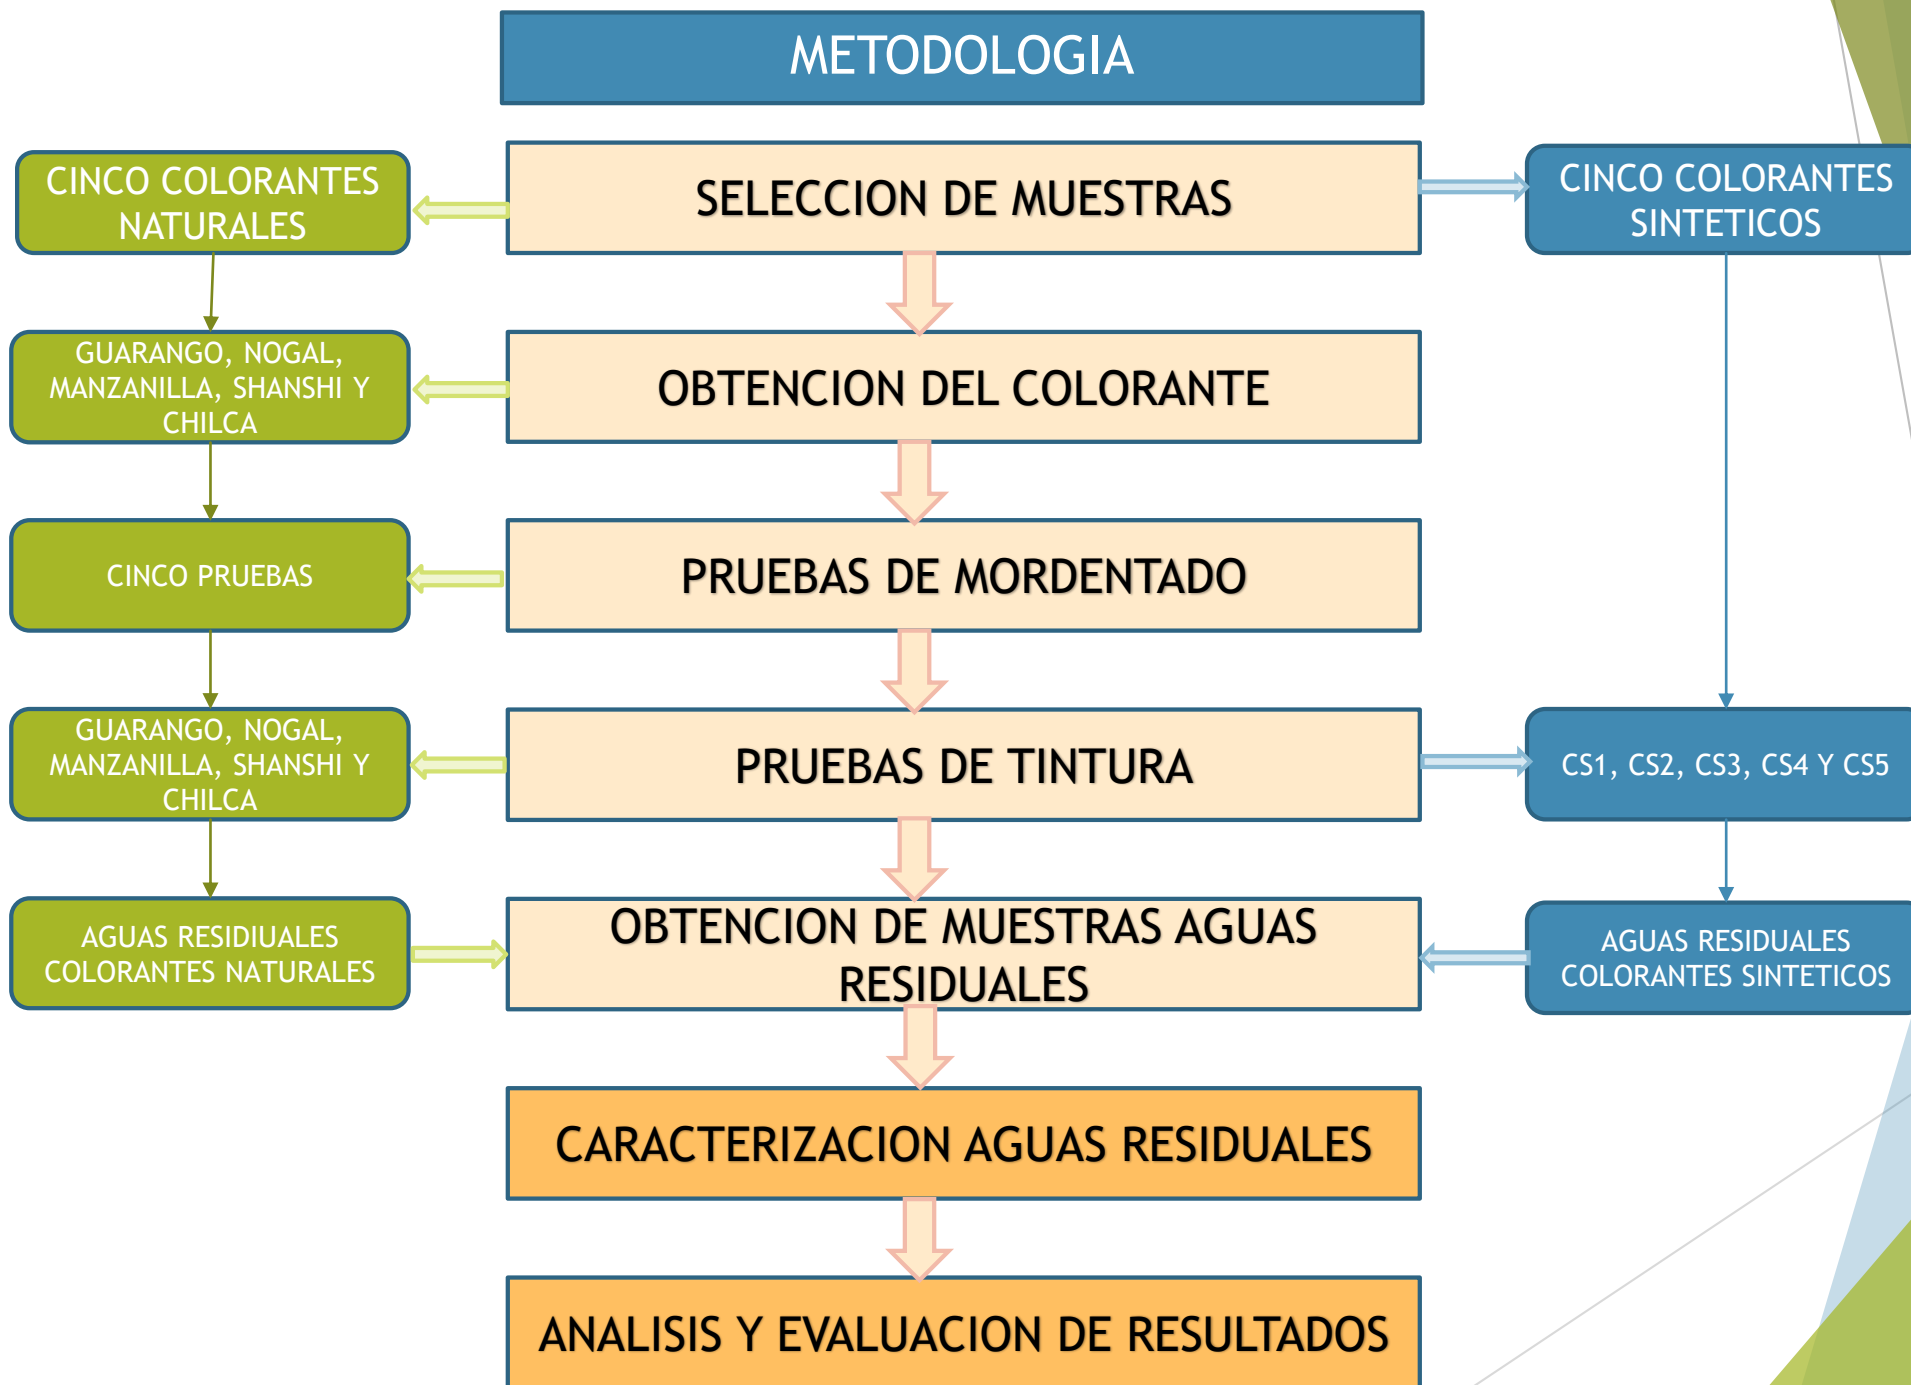 METODOLOGIA
CINCO COLORANTES
NATURALES
SELECCION DE MUESTRAS
CINCO COLORANTES
SINTETICOS
GUARANGO, NOGAL,
MANZANILLA, SHANSHI Y
CHILCA
OBTENCION DEL COLORANTE
CINCO PRUEBAS
PRUEBAS DE MORDENTADO
GUARANGO, NOGAL,
MANZANILLA, SHANSHI Y
CHILCA
PRUEBAS DE TINTURA
CS1, CS2, CS3, CS4 Y CS5
AGUAS RESIDIUALES
COLORANTES NATURALES
OBTENCION DE MUESTRAS AGUAS
RESIDUALES
AGUAS RESIDUALES
COLORANTES SINTETICOS
CARACTERIZACION AGUAS RESIDUALES
ANALISIS Y EVALUACION DE RESULTADOS